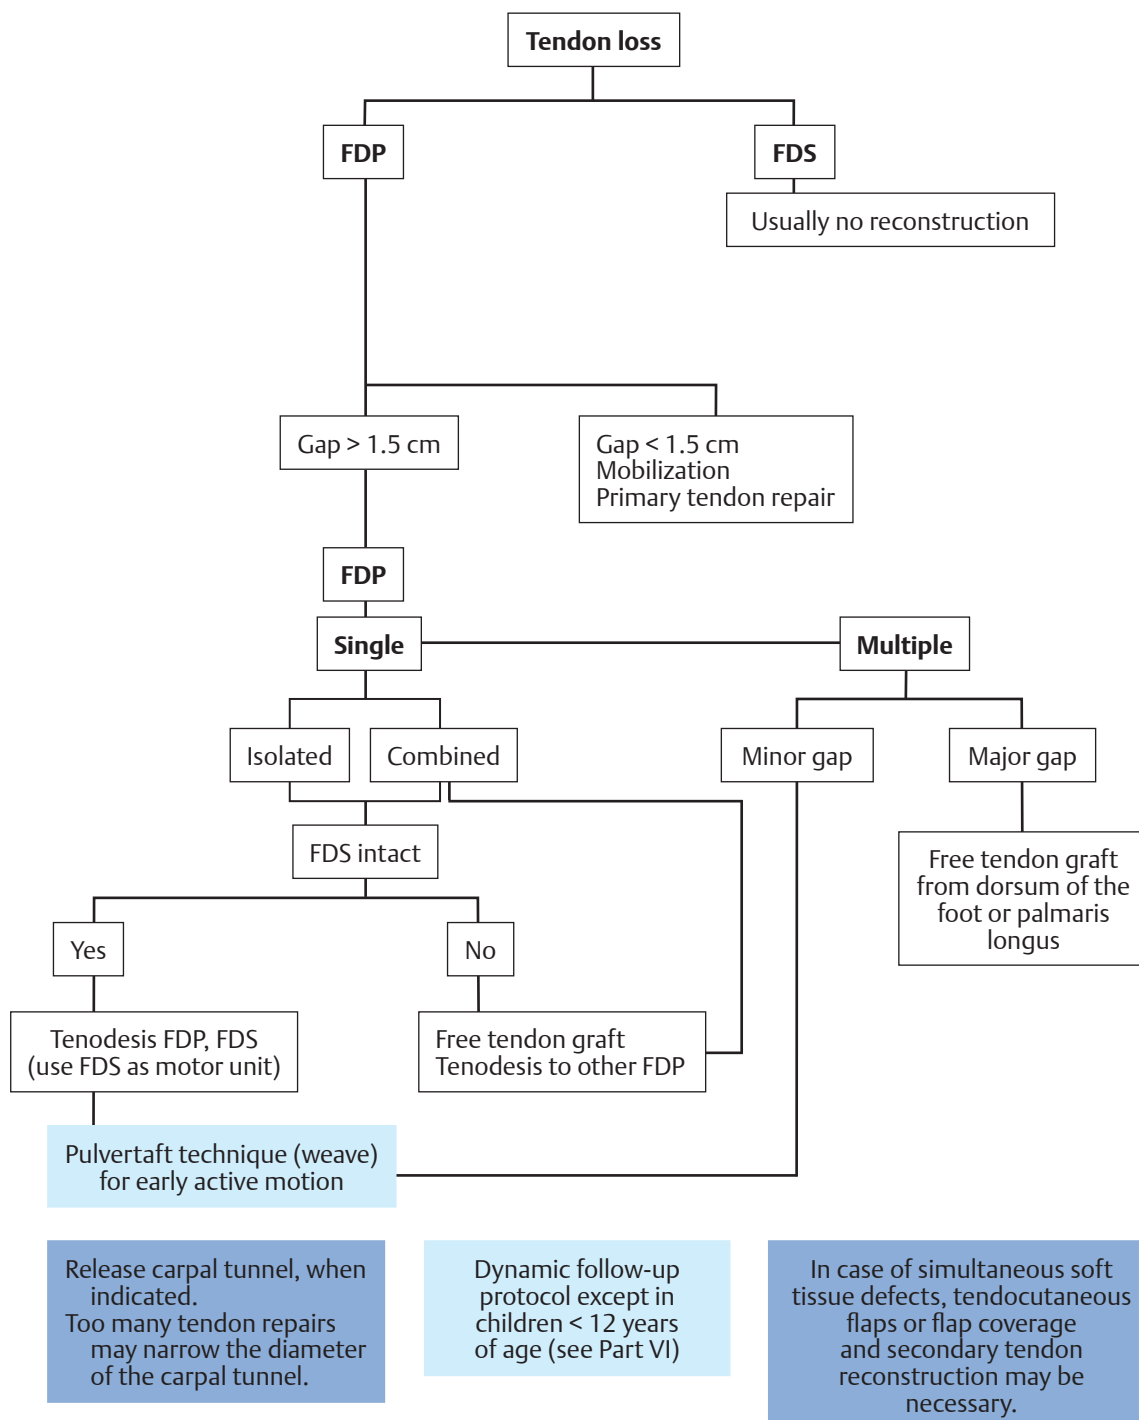 Tendon loss
FDP
FDS
Usually no reconstruction
Gap > 1.5 cm
Gap < 1.5 cm
Mobilization
Primary tendon repair
FDP
Single
Multiple
Isolated
Combined
Minor gap
Major gap
FDS intact
Free tendon graft
from dorsum of the
foot or palmaris
longus
Yes
No
Tenodesis FDP, FDS
(use FDS as motor unit)
Free tendon graft
Tenodesis to other FDP
Pulvertaft technique (weave)
for early active motion
Release carpal tunnel, when
indicated.
Too many tendon repairs
may narrow the diameter
of the carpal tunnel.
Dynamic follow-up
protocol except in
children < 12 years
of age (see Part VI)
In case of simultaneous soft
tissue defects, tendocutaneous
flaps or flap coverage
and secondary tendon
reconstruction may be
necessary.